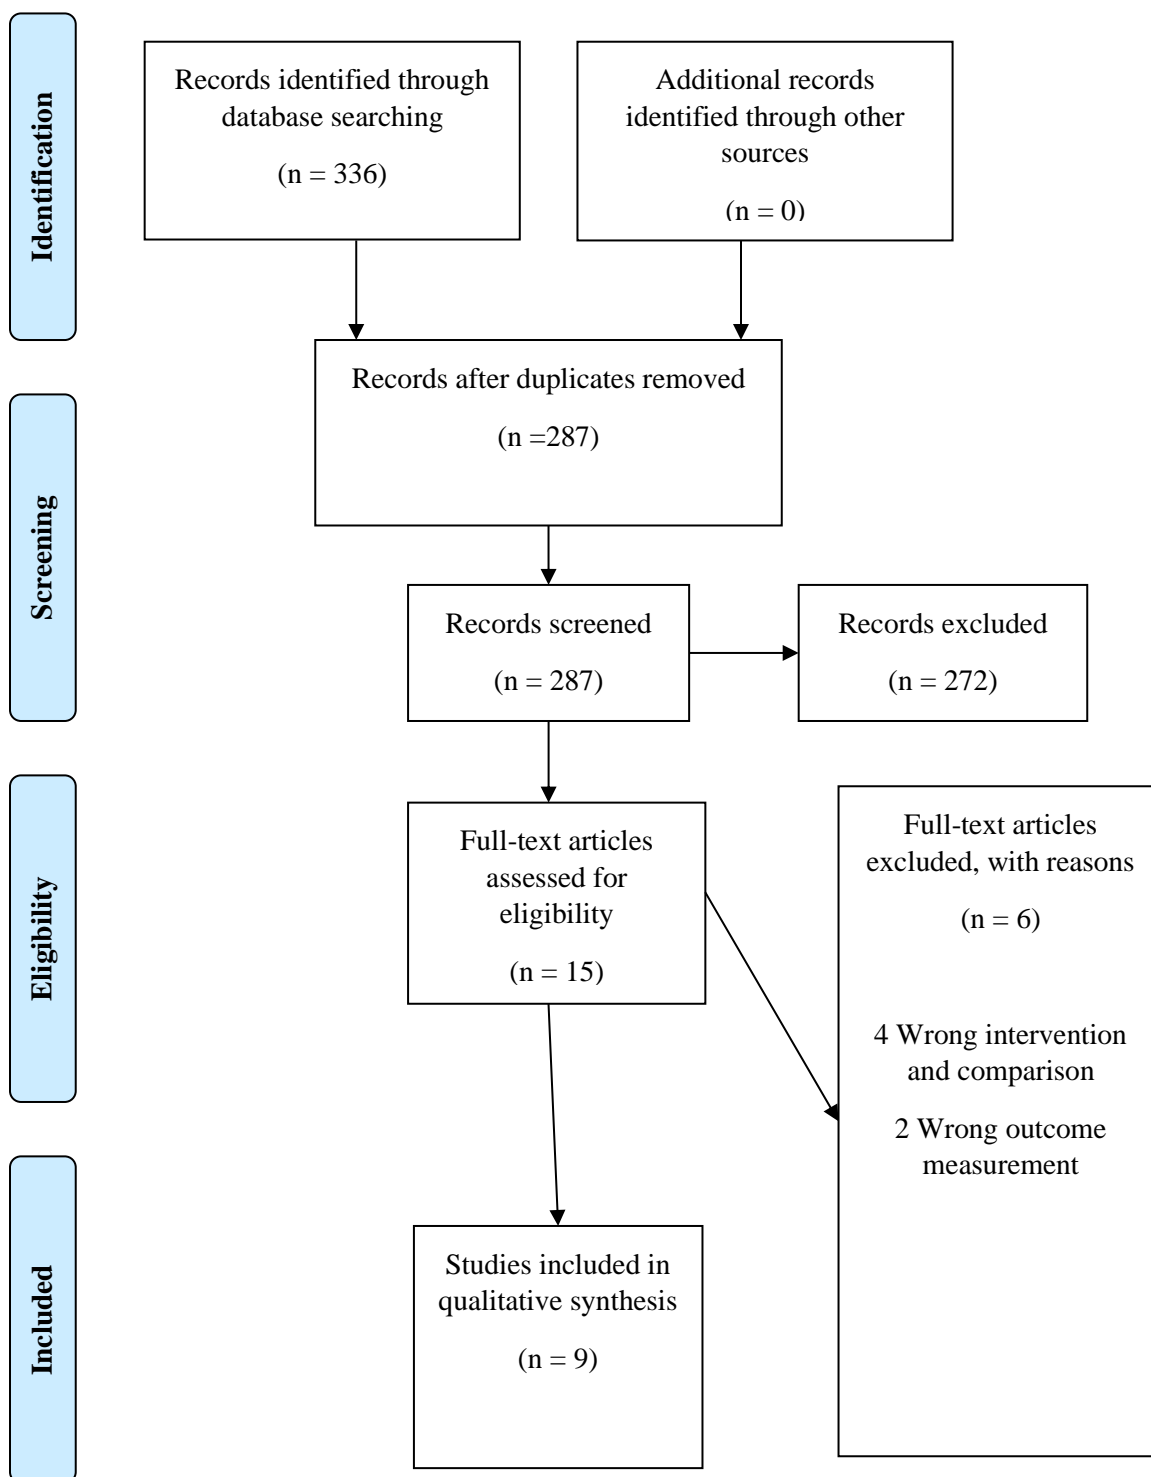 Identification
Records identified through
database searching
(n = 336)
Additional records
identified through other
sources
(n = 0)
Records after duplicates removed
(n =287)
Screening
Records screened
(n = 287)
Records excluded
(n = 272)
Eligibility
Full-text articles
assessed for
eligibility
(n = 15)
Full-text articles
excluded, with reasons
(n = 6)
4 Wrong intervention
and comparison
2 Wrong outcome
measurement
Included
Studies included in
qualitative synthesis
(n = 9)